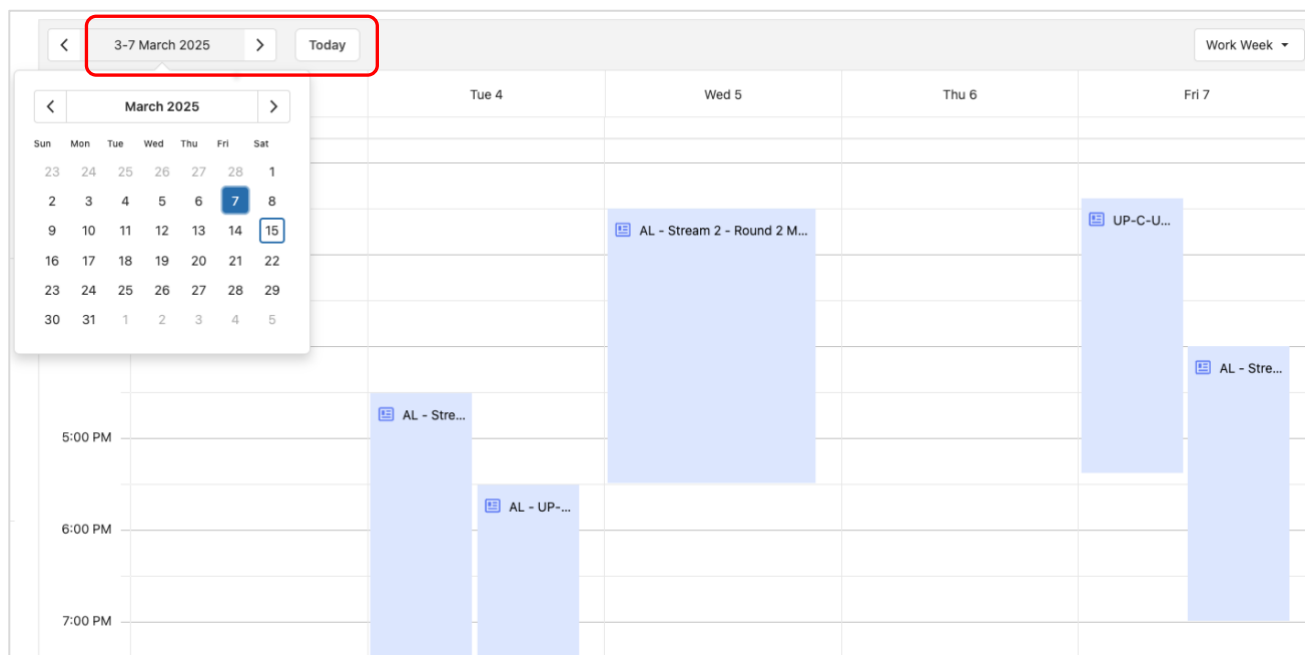 3-7 March 2025 Today Work Week
Tue 4 Wed 5 Thu 6 Fri 7
March 2025
Sun Mon Tue Wed Thu Fri Sat
23 24 25 26 27 28 1
2 3 4 5 6 7 8
9 10 11 12 13 14 15
16 17 18 19 20 21 22
23 24 25 26 27 28 29
30 31 1 2 3 4 5
UP-C-U...
AL - Stream 2 - Round 2 M...
AL - Stre...
AL - Stre...
5:00 PM
AL - UP-...
6:00 PM
7:00 PM